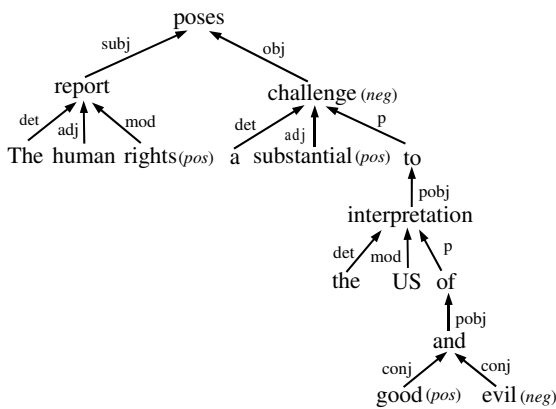 poses
subj obj
report
challenge (neg)
det adj mod
det adj p
The human rights (pos) a substantial (pos) to
pobj
interpretation
det mod p
the US of
pobj
and
conj conj
good (pos) evil (neg)